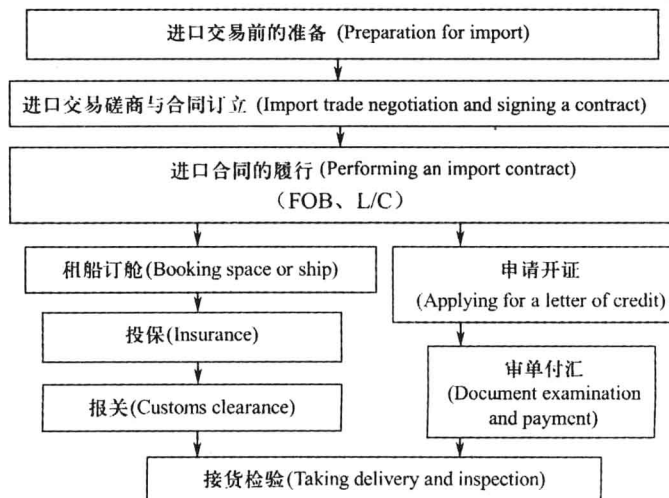 进口交易前的准备 (Preparation for import)
进口交易磋商与合同订立 (Import trade negotiation and signing a contract)
进口合同的履行 (Performing an import contract)
(FOB、L/C)
租船订舱(Booking space or ship)
投保(Insurance)
报关(Customs clearance)
申请开证
(Applying for a letter of credit)
审单付汇
(Document examination
and payment)
接货检验(Taking delivery and inspection)